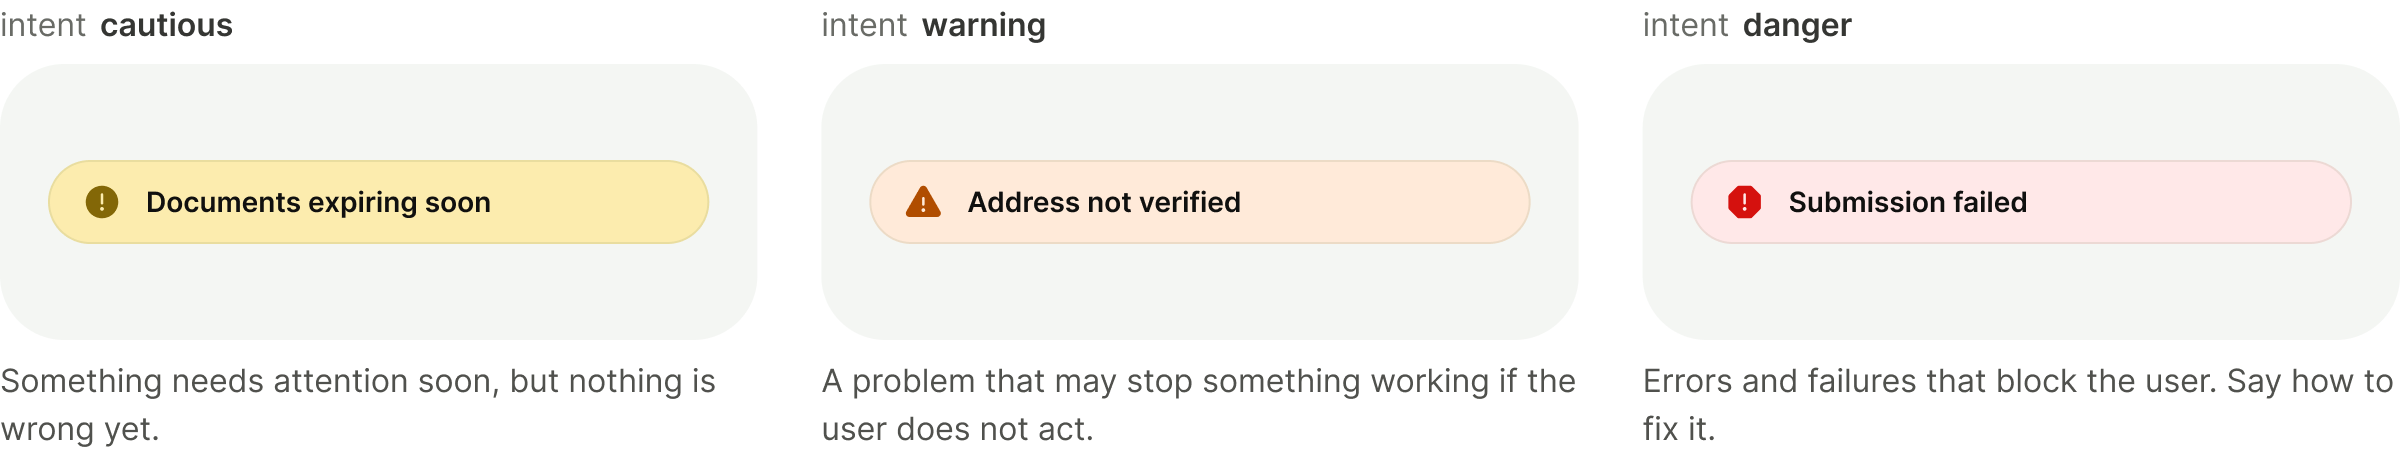 intent cautious
Documents expiring soon
Something needs attention soon, but nothing is
wrong yet.
intent warning
Address not verified
A problem that may stop something working if the
user does not act.
intent danger
Submission failed
Errors and failures that block the user. Say how to
fix it.